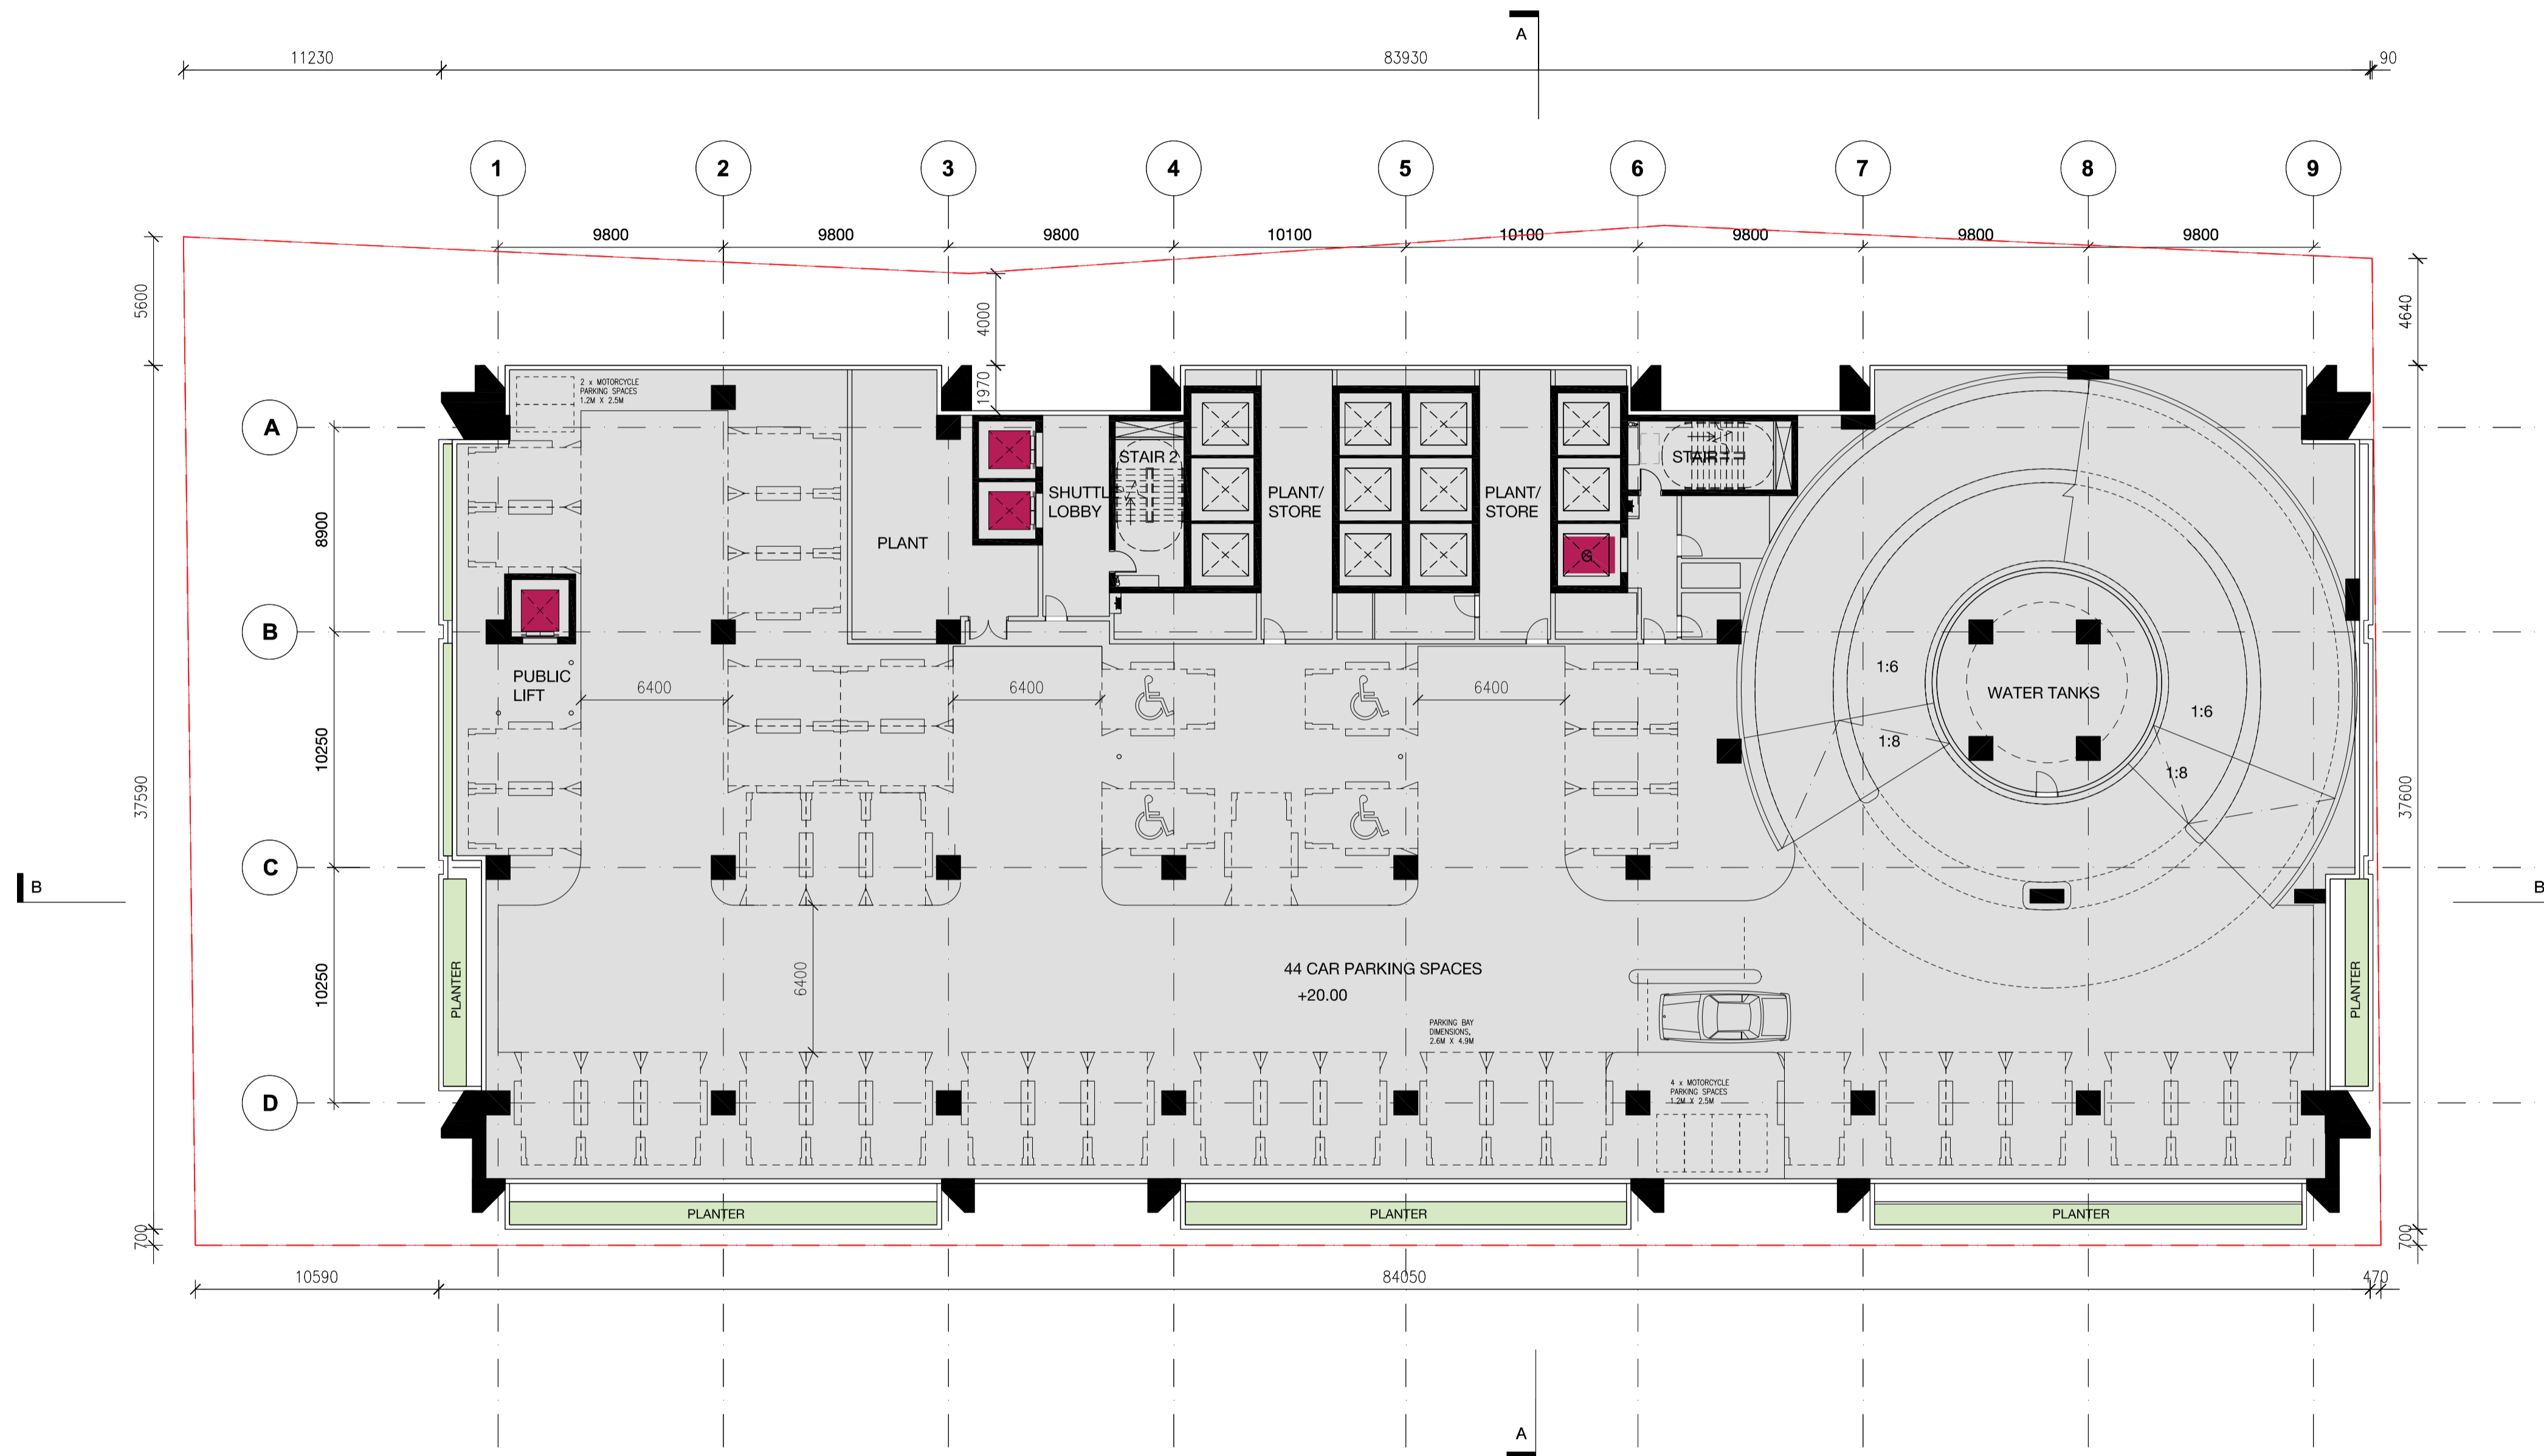 A
11230
83930
90
1
2
3
4
5
6
7
8
9
9800
9800
9800
10100
10100
9800
9800
9800
5600
4000
4640
1970
2 x MOTORCYCLE
PARKING SPACES
1.2M X 2.5M
A
STAIR 2
STAIR 1
SHUTTLE
LOBBY
PLANT/
STORE
PLANT/
STORE
8900
PLANT
G
B
PUBLIC
LIFT
6400
6400
6400
1:6
WATER TANKS
1:6
1:8
1:8
10250
37590
37600
C
B
B
10250
PLANTER
6400
44 CAR PARKING SPACES
+20.00
PLANTER
PARKING BAY
DIMENSIONS,
2.6M X 4.9M
D
4 x MOTORCYCLE
PARKING SPACES
1.2M X 2.5M
PLANTER
PLANTER
PLANTER
700
700
10590
84050
470
A